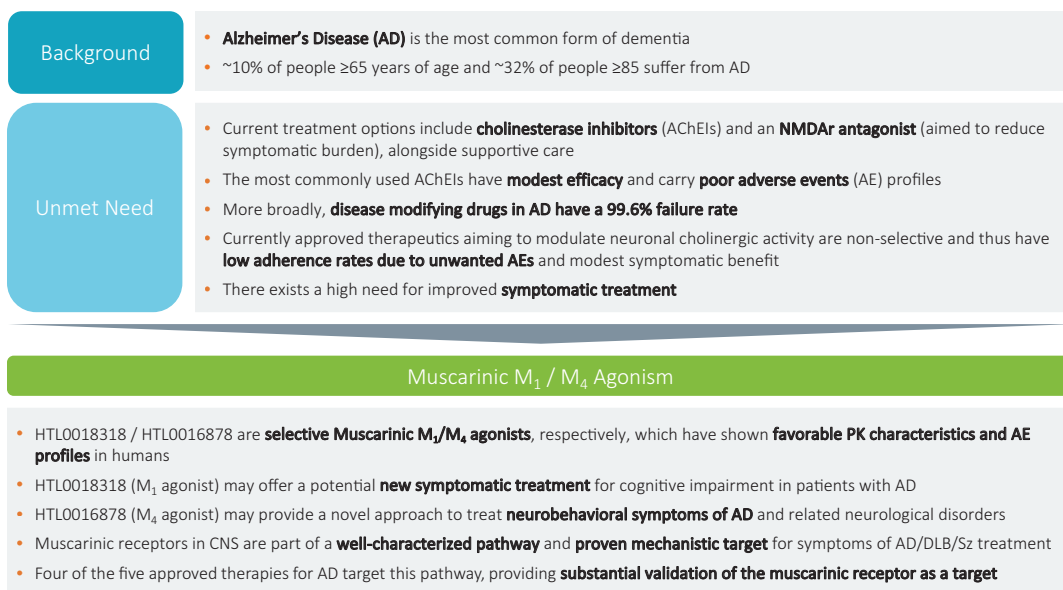 Background
• Alzheimer's Disease (AD) is the most common form of dementia
• ~10% of people ≥65 years of age and ~32% of people ≥85 suffer from AD
Unmet Need
• Current treatment options include cholinesterase inhibitors (AChEIs) and an NMDAr antagonist (aimed to reduce
symptomatic burden), alongside supportive care
• The most commonly used AChEIs have modest efficacy and carry poor adverse events (AE) profiles
• More broadly, disease modifying drugs in AD have a 99.6% failure rate
• Currently approved therapeutics aiming to modulate neuronal cholinergic activity are non-selective and thus have
low adherence rates due to unwanted AEs and modest symptomatic benefit
• There exists a high need for improved symptomatic treatment
Muscarinic M₁ / M₄ Agonism
• HTL0018318 / HTL0016878 are selective Muscarinic M₁/M₄ agonists, respectively, which have shown favorable PK characteristics and AE
profiles in humans
• HTL0018318 (M₁ agonist) may offer a potential new symptomatic treatment for cognitive impairment in patients with AD
• HTL0016878 (M₄ agonist) may provide a novel approach to treat neurobehavioral symptoms of AD and related neurological disorders
• Muscarinic receptors in CNS are part of a well-characterized pathway and proven mechanistic target for symptoms of AD/DLB/Sz treatment
• Four of the five approved therapies for AD target this pathway, providing substantial validation of the muscarinic receptor as a target